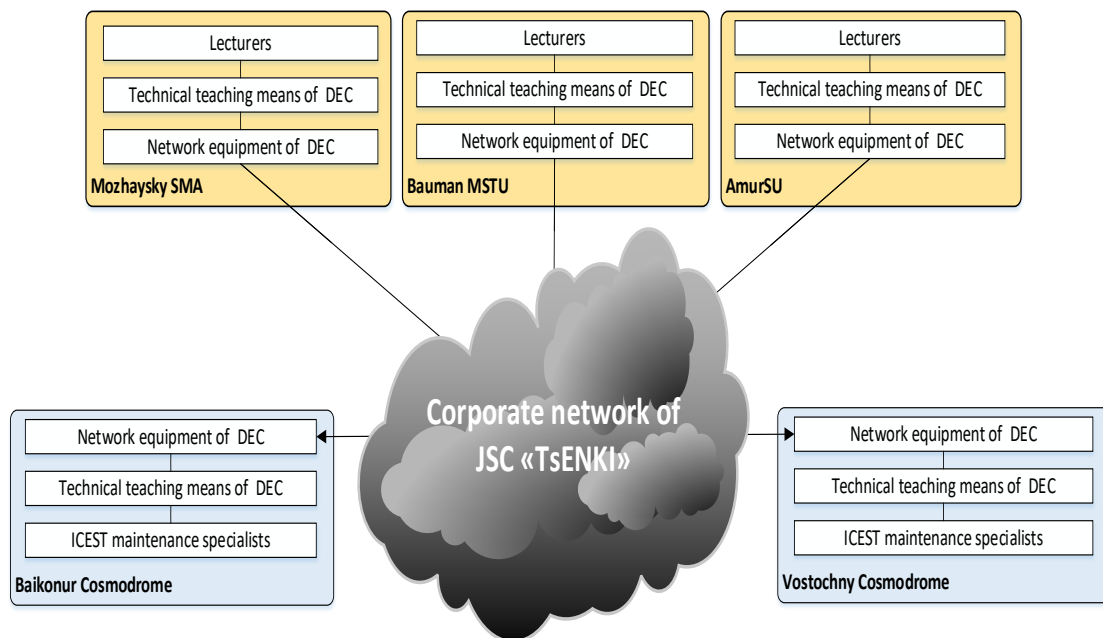 Lecturers
Technical teaching means of DEC
Network equipment of DEC
Mozhaysky SMA
Lecturers
Technical teaching means of DEC
Network equipment of DEC
Bauman MSTU
Lecturers
Technical teaching means of DEC
Network equipment of DEC
AmurSU
Corporate network of
JSC «TsENKI»
Network equipment of DEC
Technical teaching means of DEC
ICEST maintenance specialists
Baikonur Cosmodrome
Network equipment of DEC
Technical teaching means of DEC
ICEST maintenance specialists
Vostochny Cosmodrome